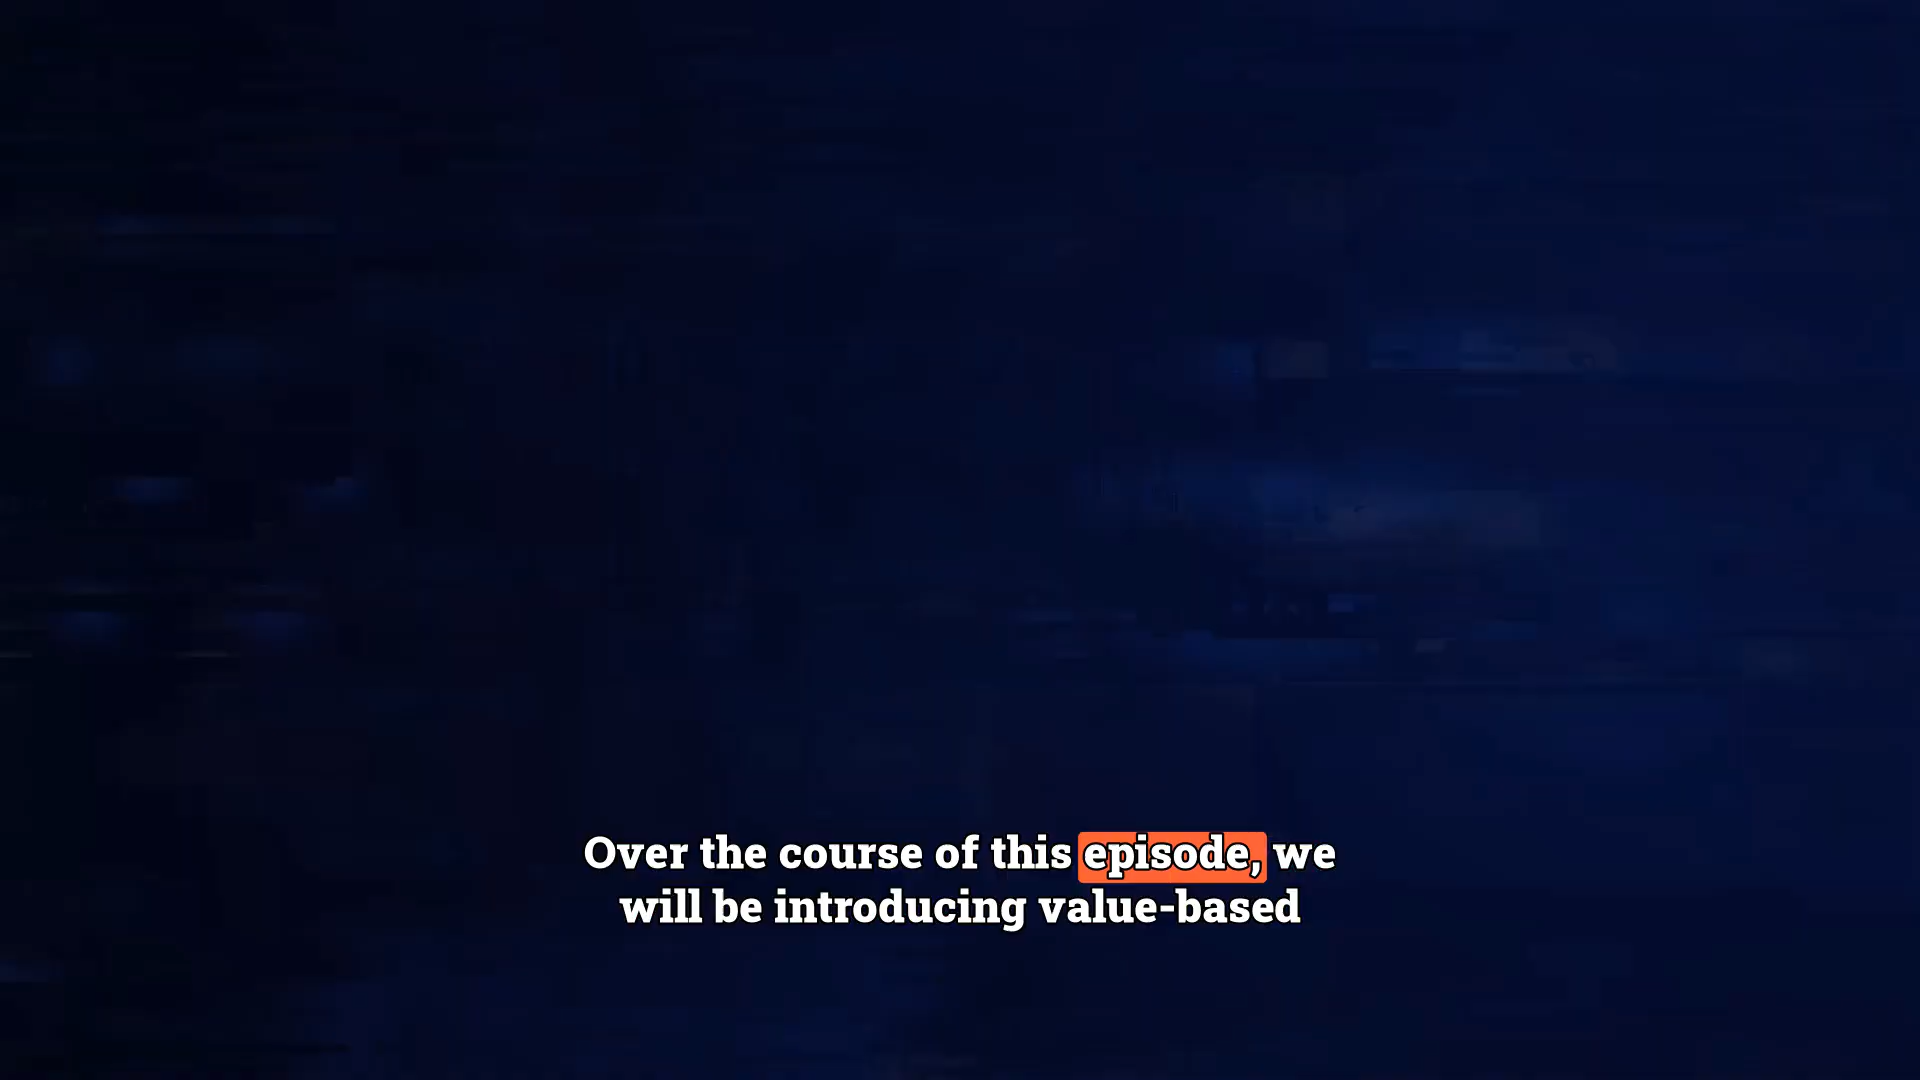 Over the course of this episode, we
will be introducing value-based